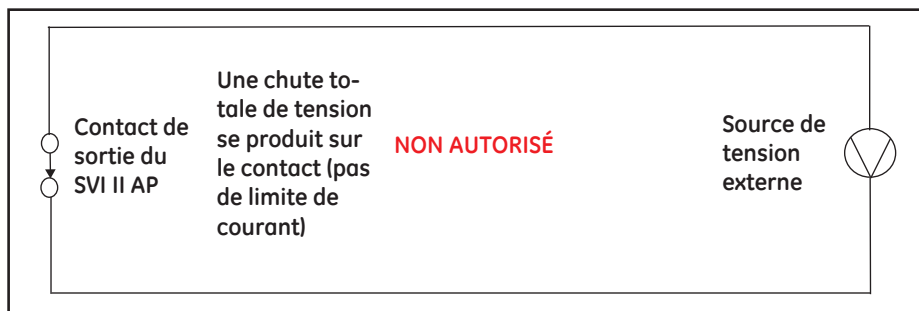 Contact de
sortie du
SVI II AP
Une chute to-
tale de tension
se produit sur
le contact (pas
de limite de
courant)
NON AUTORISÉ
Source de
tension
externe
V